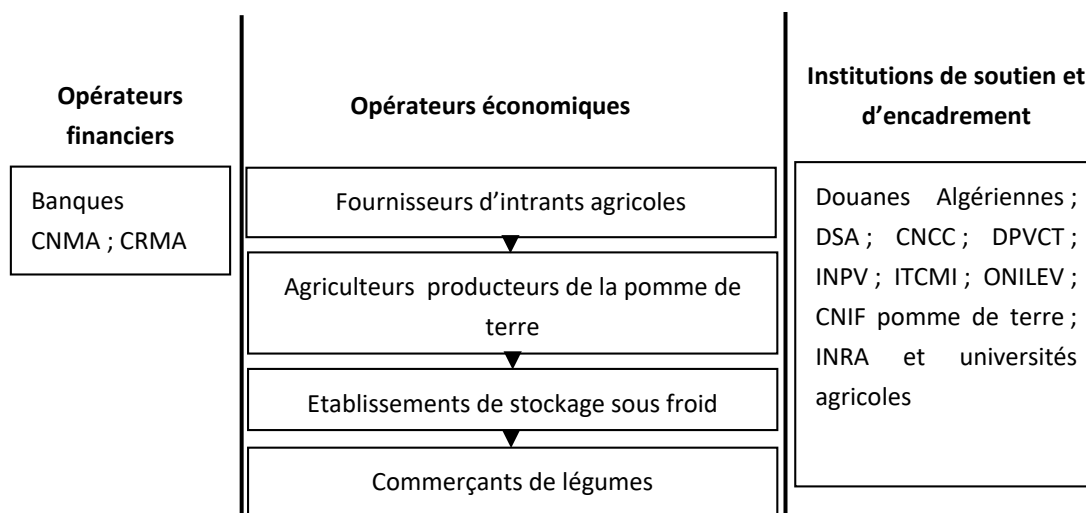 Opérateurs
financiers
Banques
CNMA ; CRMA
Opérateurs économiques
Fournisseurs d’intrants agricoles
Agriculteurs producteurs de la pomme de
terre
Etablissements de stockage sous froid
Commerçants de légumes
Institutions de soutien et
d’encadrement
Douanes Algériennes ;
DSA ; CNCC ; DPVCT ;
INPV ; ITCMI ; ONILEV ;
CNIF pomme de terre ;
INRA et universités
agricoles